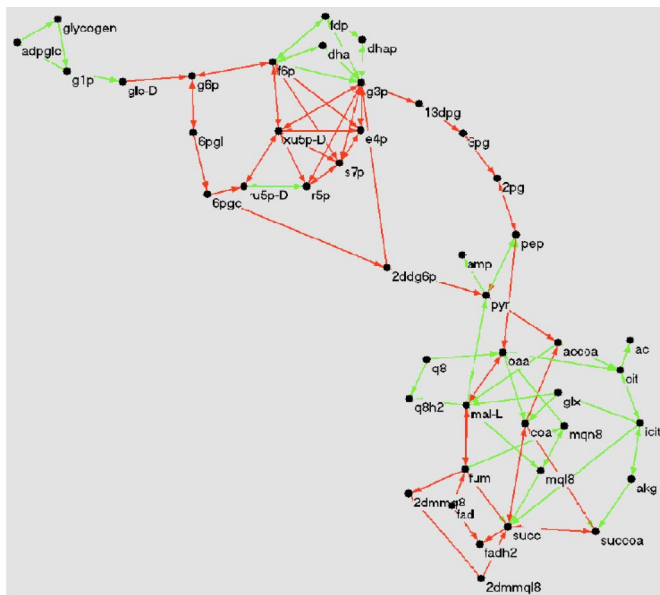 glycogen
fdp
adpglc
dha
dhap
g1p
glc-D
g6p
f6p
g3p
13dpg
3pg
6pgl
xu5p-D
e4p
s7p
2pg
6pgc
ru5p-D
r5p
pep
amp
2ddg6p
pyr
q8
oaa
accoa
ac
cit
q8h2
mal-L
glx
coa
mqn8
icit
fum
mql8
akg
2dmmq8
fad
succ
succoa
fadh2
2dmmql8